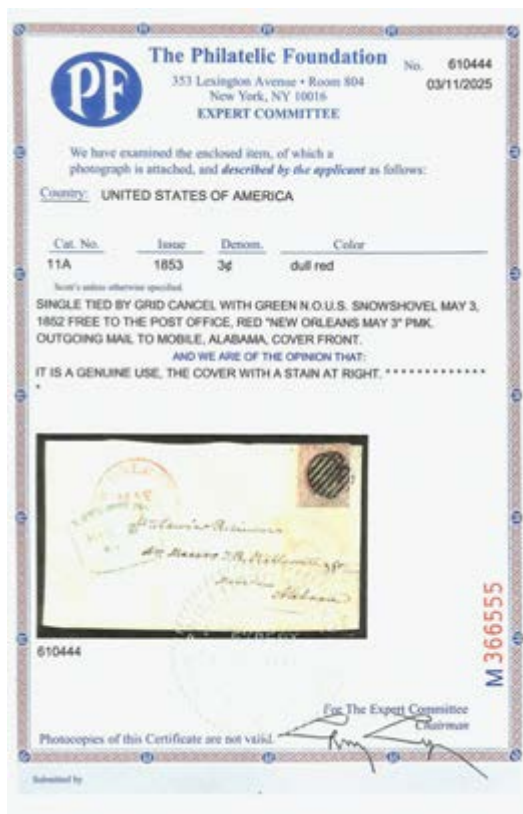 PF
The Philatelic Foundation
353 Lexington Avenue • Room 804
New York, NY 10016
EXPERT COMMITTEE
No. 610444
03/11/2025
We have examined the enclosed item, of which a
photograph is attached, and described by the applicant as follows:
Country: UNITED STATES OF AMERICA
Cat. No. Issue Denom. Color
11A 1853 3¢ dull red
Scott's unless otherwise specified.
SINGLE TIED BY GRID CANCEL WITH GREEN N.O.U.S. SNOWSHOVEL MAY 3,
1852 FREE TO THE POST OFFICE, RED "NEW ORLEANS MAY 3" PMK.
OUTGOING MAIL TO MOBILE, ALABAMA, COVER FRONT.
AND WE ARE OF THE OPINION THAT:
IT IS A GENUINE USE, THE COVER WITH A STAIN AT RIGHT. * * * * * * * * * * * * *
*
Alabama
610444
M 366555
For The Expert Committee
Chairman
Photocopies of this Certificate are not valid.
Submitted by